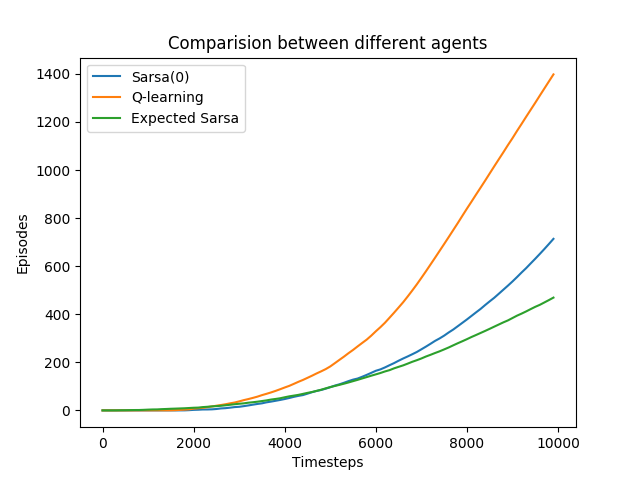 Comparision between different agents
Sarsa(0)
Q-learning
Expected Sarsa
Episodes
1400
1200
1000
800
600
400
200
0
0 2000 4000 6000 8000 10000
Timesteps